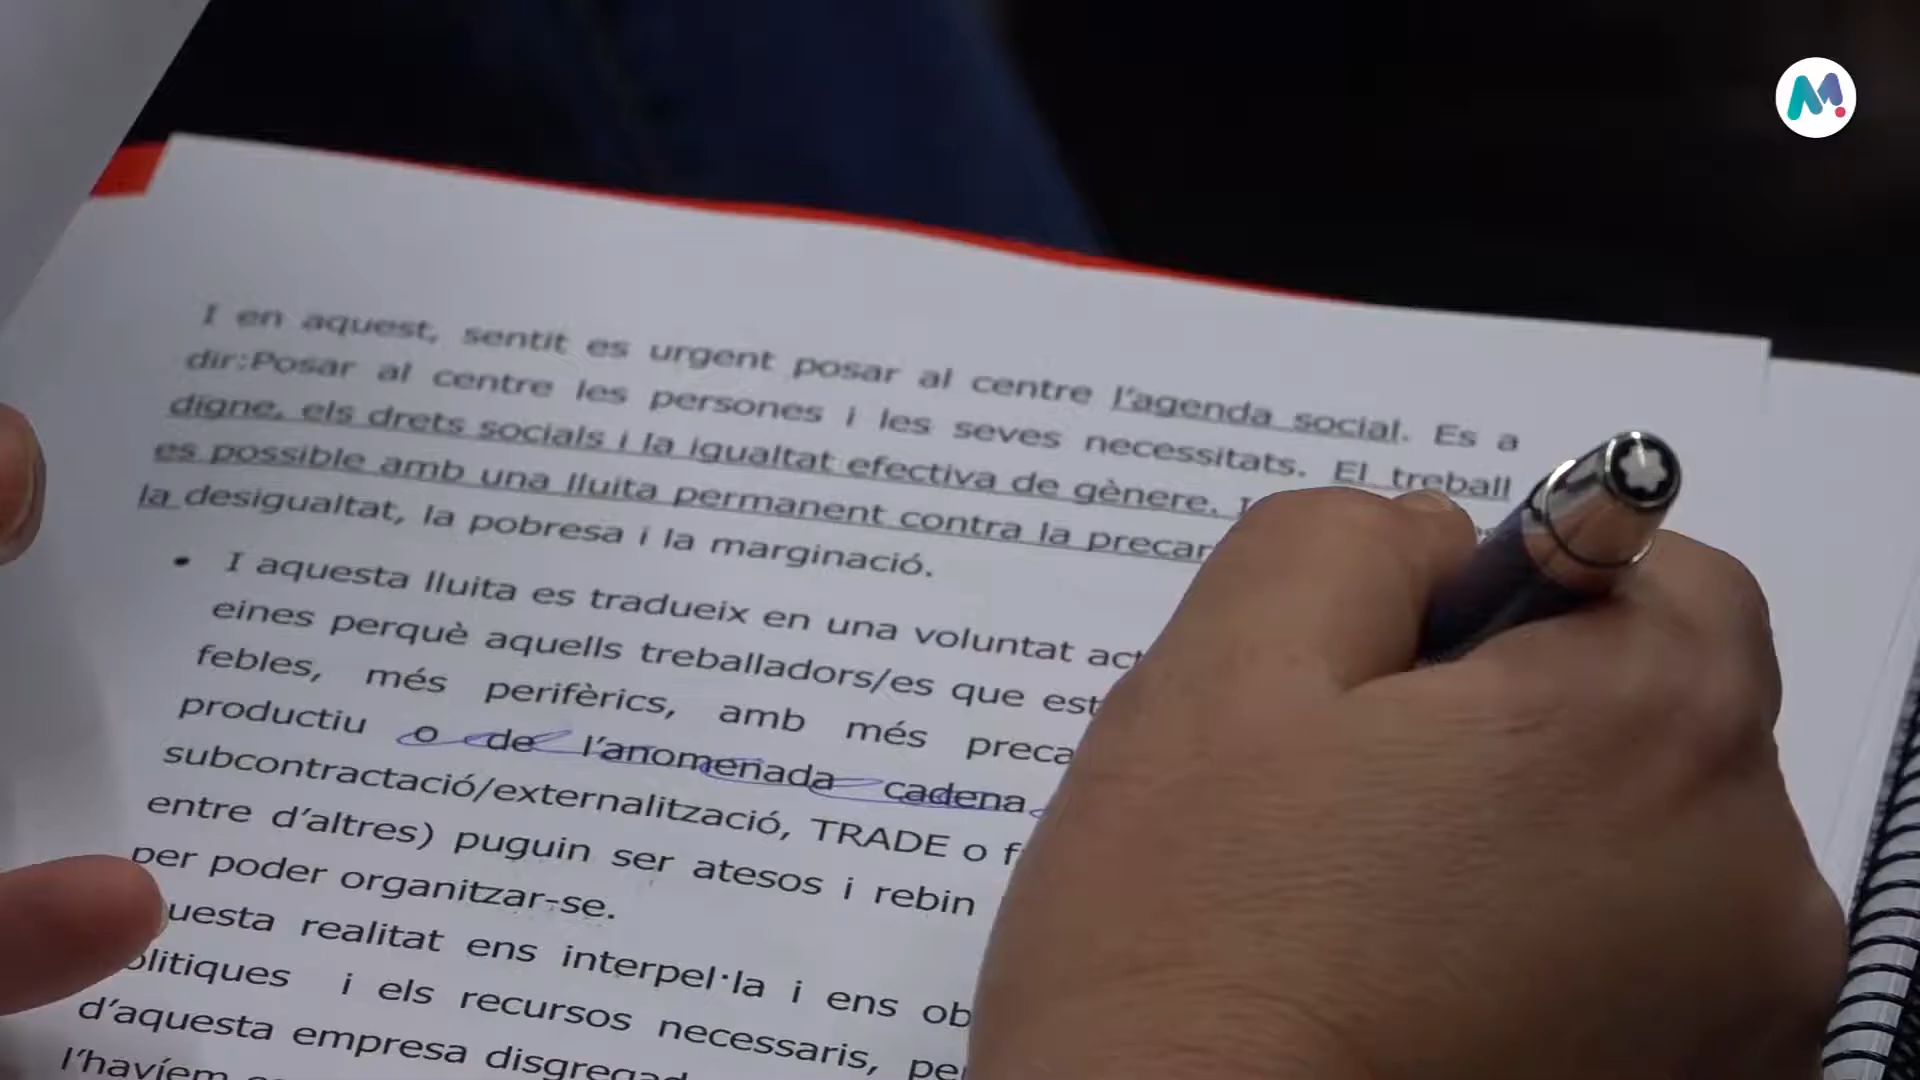 I en aquest, sentit es urgent posar al centre l'agenda social. Es a
dir:Posar al centre les persones i les seves necessitats. El treball
digne, els drets socials i la igualtat efectiva de gènere.
es possible amb una lluita permanent contra la precar
la desigualtat, la pobresa i la marginació.
• I aquesta lluita es tradueix en una voluntat act
eines perquè aquells treballadors/es que est
febles, més perifèrics, amb més preca
productiu o de l'anomenada cadena
subcontractació/externalització, TRADE o f
entre d'altres) puguin ser atesos i rebin
per poder organitzar-se.
uesta realitat ens interpel·la i ens ob
olitiques i els recursos necessaris, per
d'aquesta empresa disgregad
l'havíem